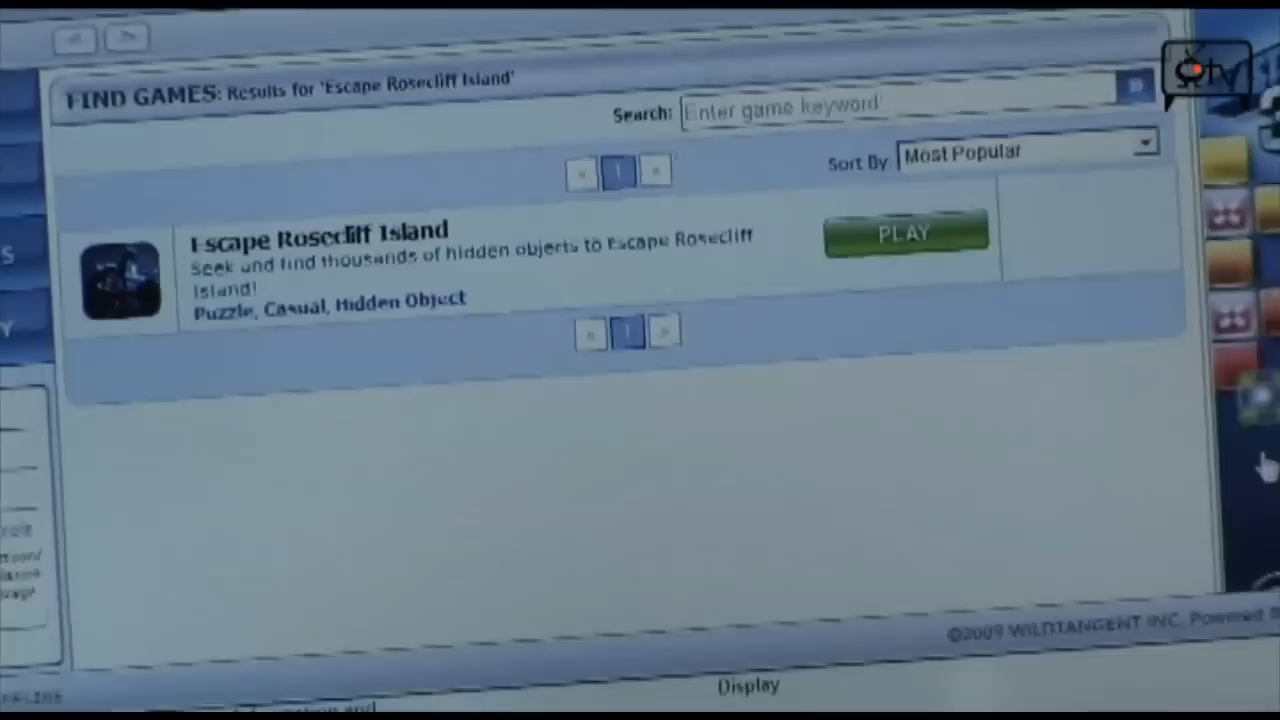 FIND GAMES: Results for 'Escape Rosecliff Island'
Search: Enter game keyword
Sort By: Most Popular
« 1 »
Escape Rosecliff Island
Seek and find thousands of hidden objects to Escape Rosecliff
Island!
PLAY
Puzzle, Casual, Hidden Object
« 1 »
©2009 WILDTANGENT INC. Powered
Display
tv
S
Y